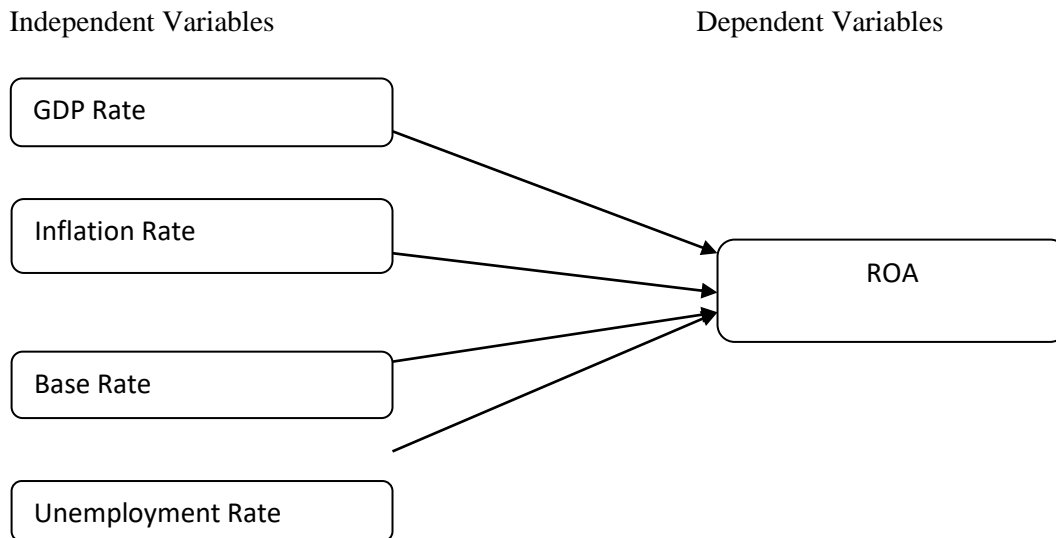 Independent Variables
Dependent Variables
GDP Rate
Inflation Rate
ROA
Base Rate
Unemployment Rate